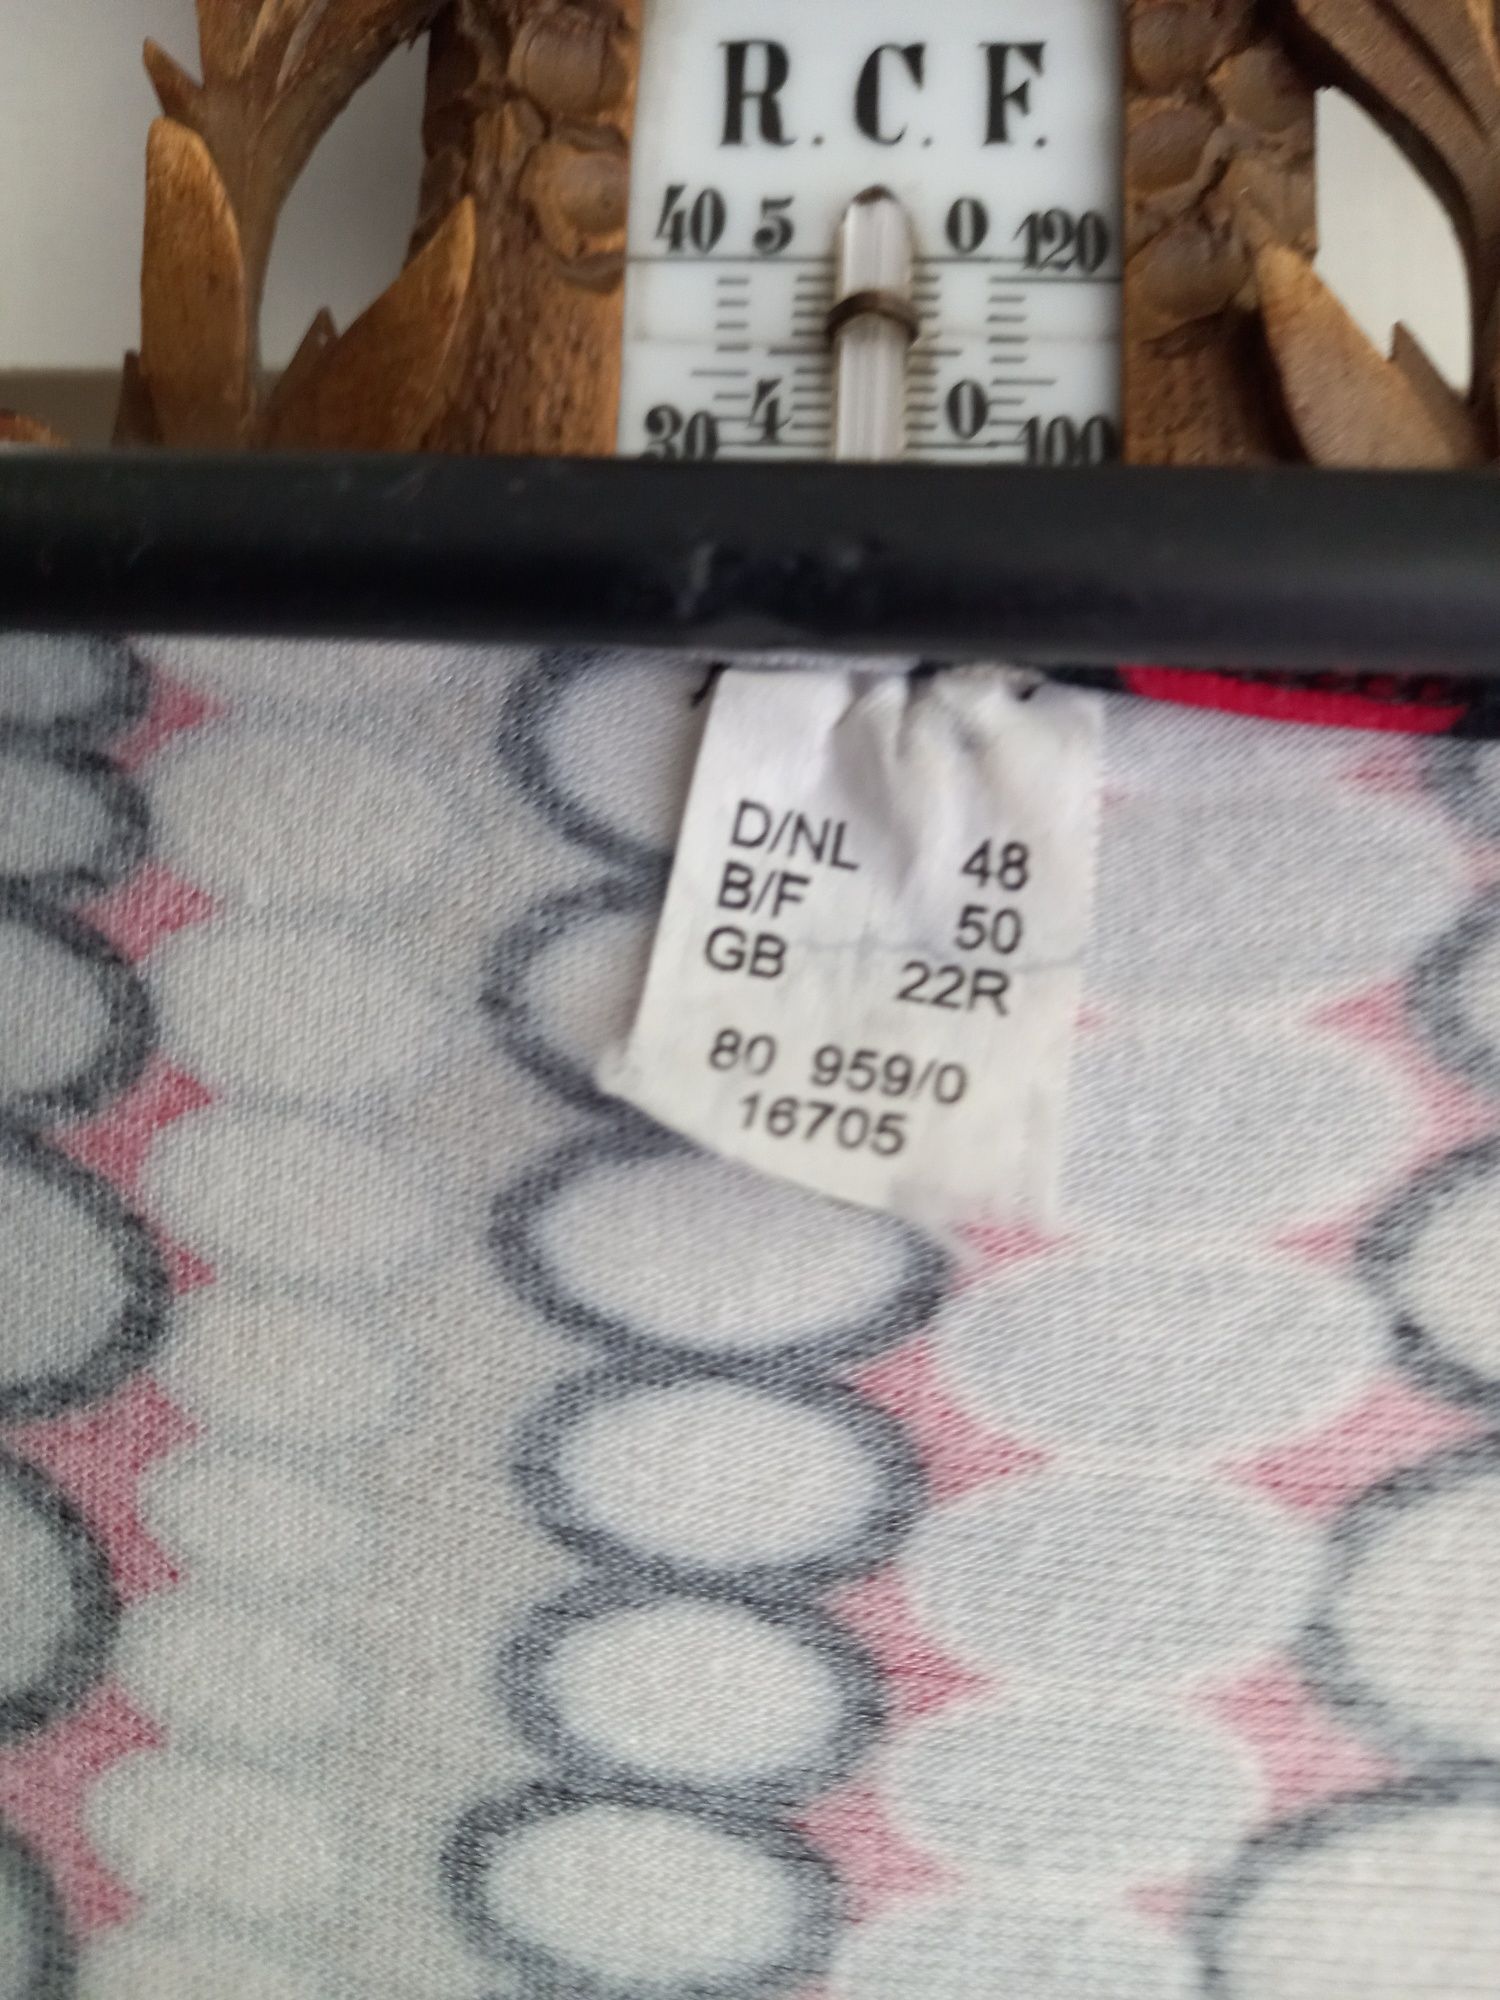 R. C. F.
40 5 0 120
30 4 0 100
D/NL 48
B/F 50
GB 22R
80 959/0
16705